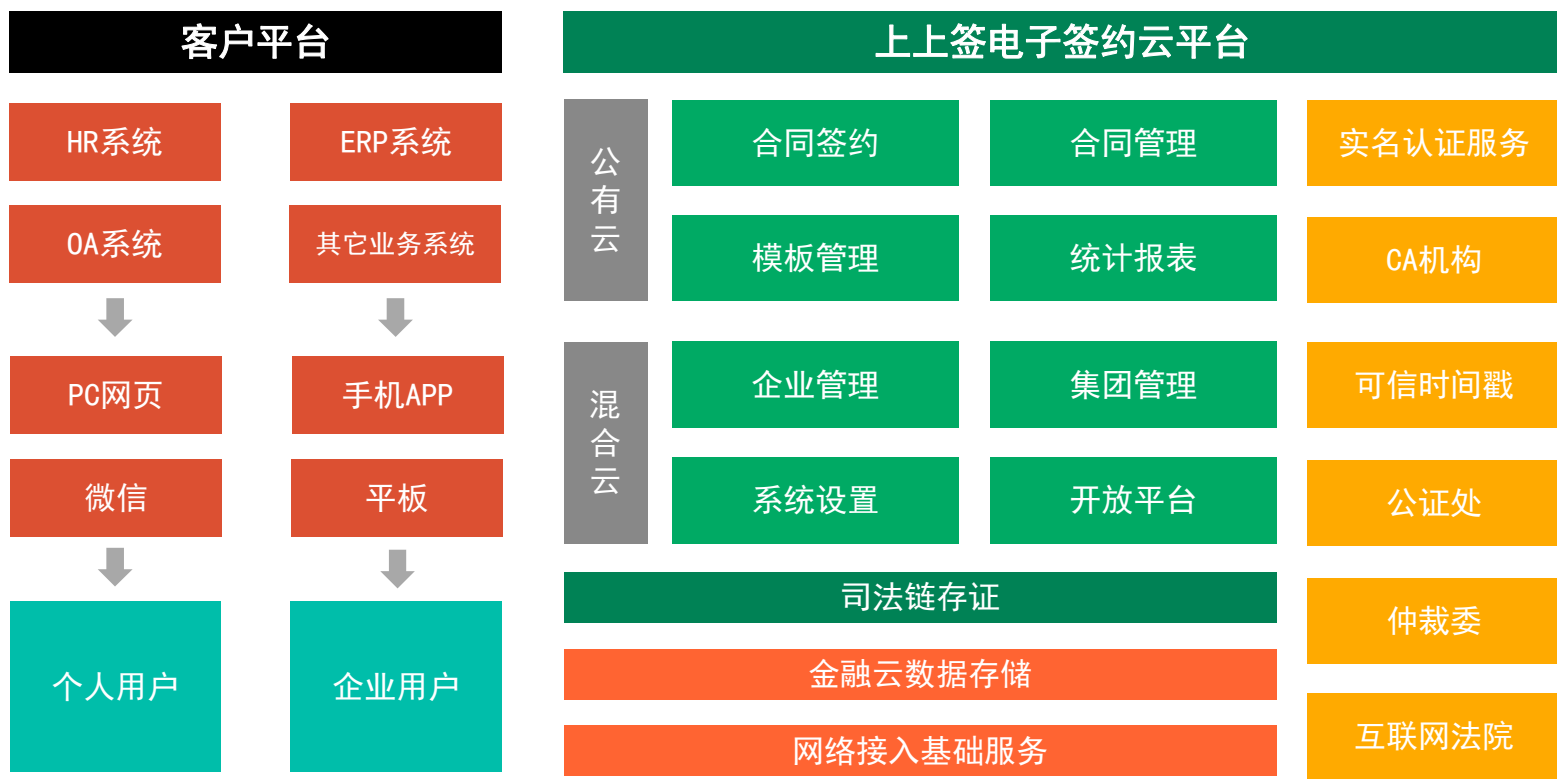 客户平台
HR系统
ERP系统
OA系统
其它业务系统
PC网页
手机APP
微信
平板
个人用户
企业用户
上上签电子签约云平台
公有云
合同签约
合同管理
模板管理
统计报表
混合云
企业管理
集团管理
系统设置
开放平台
司法链存证
金融云数据存储
网络接入基础服务
实名认证服务
CA机构
可信时间戳
公证处
仲裁委
互联网法院